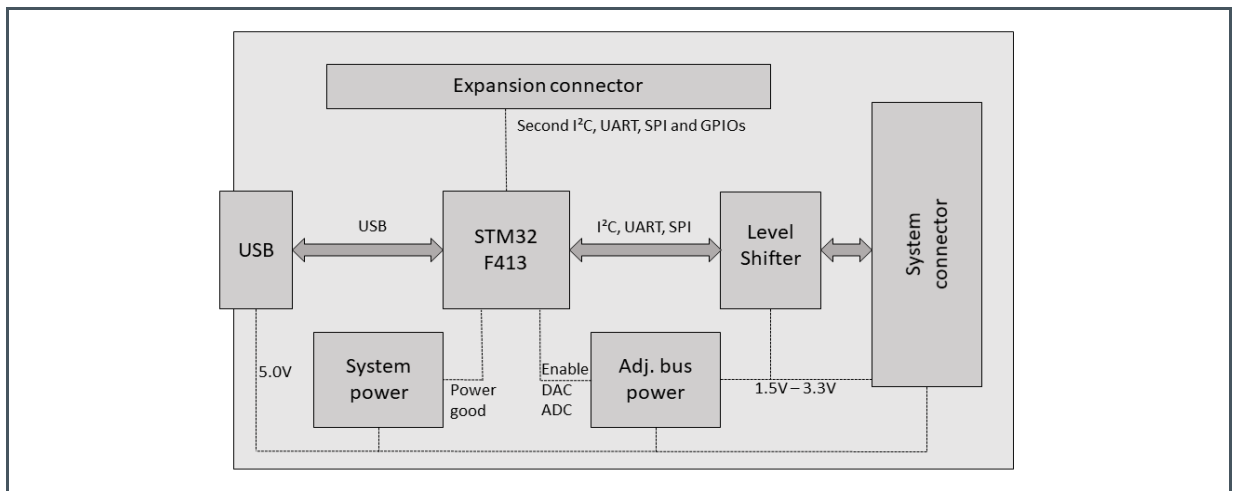 Expansion connector
Second I²C, UART, SPI and GPIOs
USB
USB
STM32
F413
I²C, UART, SPI
Level
Shifter
System
connector
5.0V
System
power
Power
good
Enable
DAC
ADC
Adj. bus
power
1.5V – 3.3V